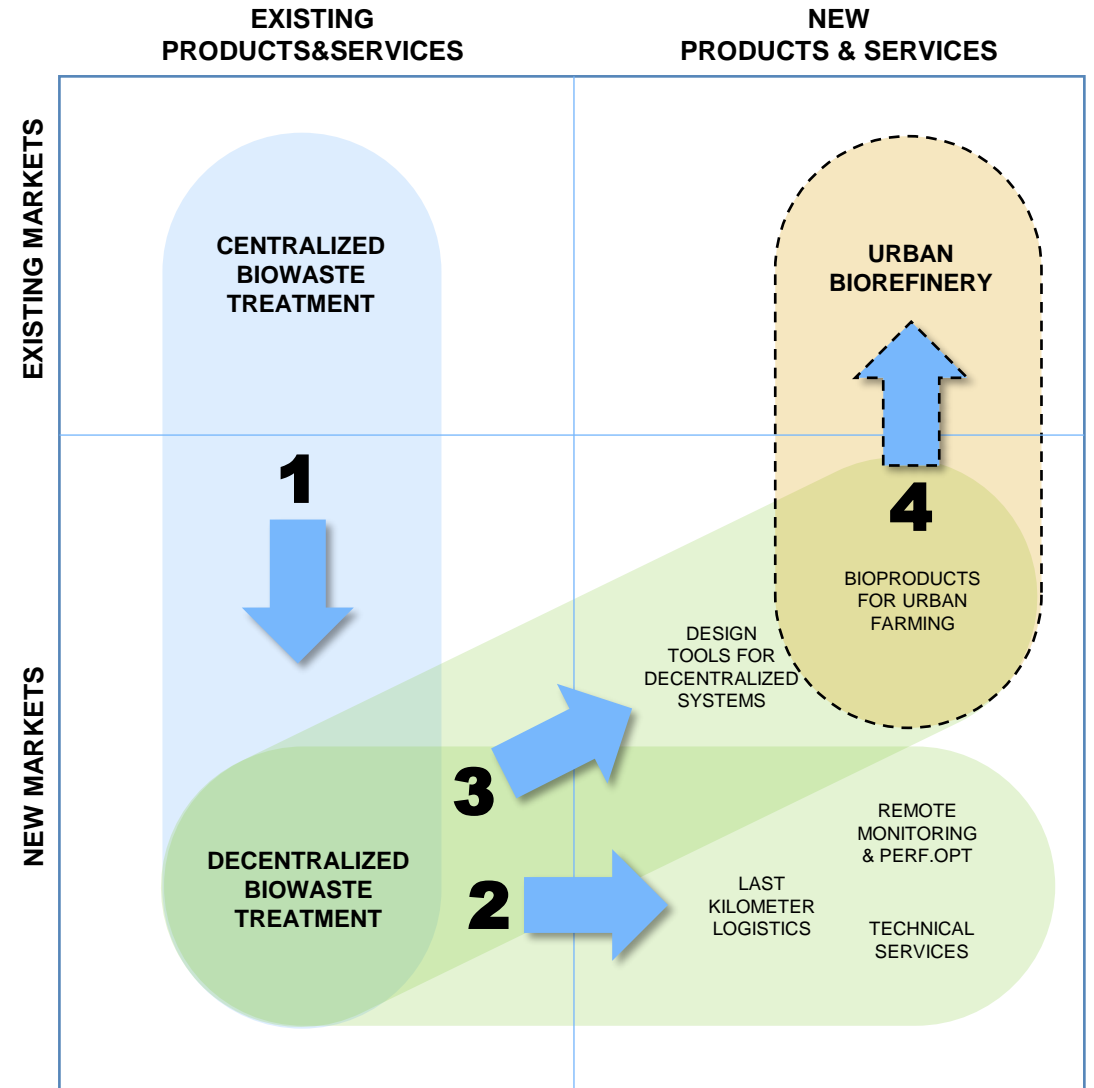 EXISTING
PRODUCTS&SERVICES
NEW
PRODUCTS & SERVICES
EXISTING MARKETS
CENTRALIZED
BIOWASTE
TREATMENT
URBAN
BIOREFINERY
1
4
BIOPRODUCTS
FOR URBAN
FARMING
DESIGN
TOOLS FOR
DECENTRALIZED
SYSTEMS
NEW MARKETS
3
REMOTE
MONITORING
& PERF.OPT
DECENTRALIZED
BIOWASTE
TREATMENT
2
LAST
KILOMETER
LOGISTICS
TECHNICAL
SERVICES